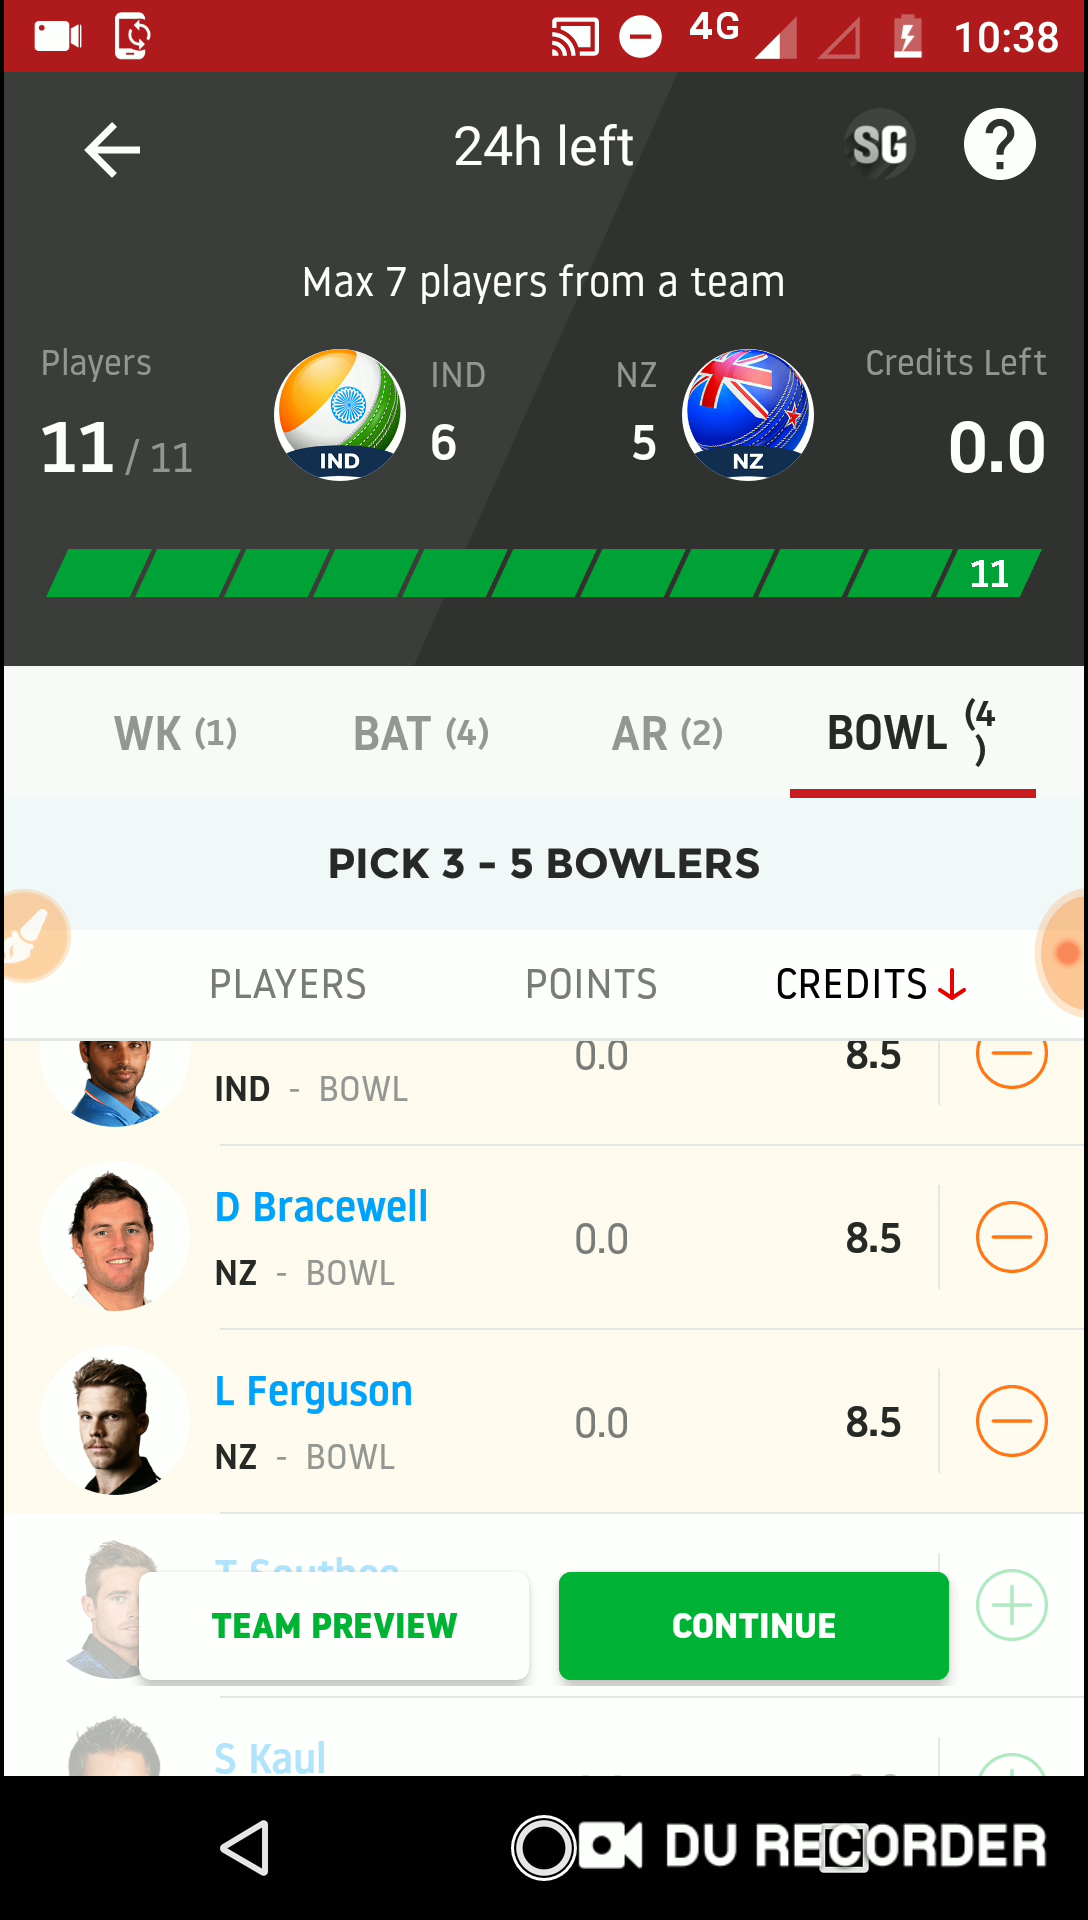 4G 10:38
24h left SG ?
Max 7 players from a team
Players IND NZ Credits Left
11 / 11 6 5 0.0
IND NZ
11
WK (1) BAT (4) AR (2) BOWL (4)
PICK 3 - 5 BOWLERS
PLAYERS POINTS CREDITS
0.0 8.5
IND - BOWL
D Bracewell
0.0 8.5
NZ - BOWL
L Ferguson
0.0 8.5
NZ - BOWL
T Southee
TEAM PREVIEW CONTINUE
S Kaul
DU RECORDER